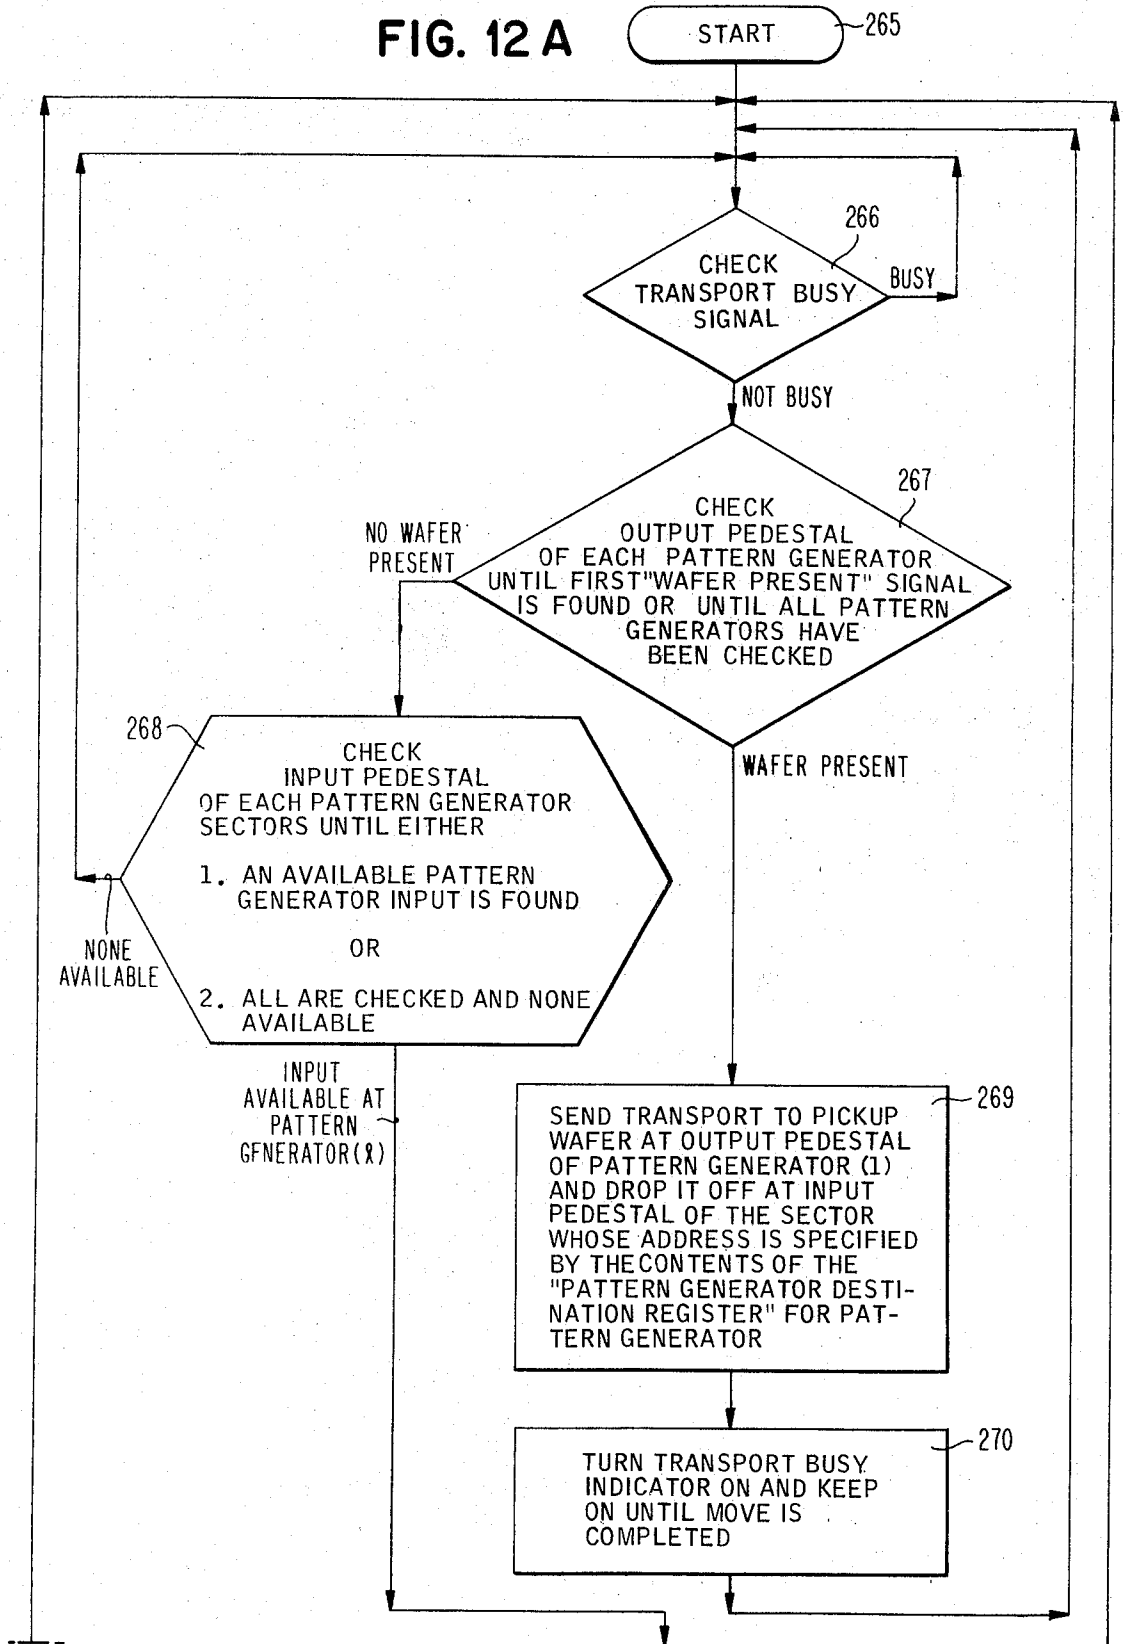 FIG. 12 A
START
265
266
CHECK
TRANSPORT BUSY
SIGNAL
BUSY
NOT BUSY
267
CHECK
OUTPUT PEDESTAL
OF EACH PATTERN GENERATOR
UNTIL FIRST "WAFER PRESENT" SIGNAL
IS FOUND OR UNTIL ALL PATTERN
GENERATORS HAVE
BEEN CHECKED
NO WAFER
PRESENT
WAFER PRESENT
268
CHECK
INPUT PEDESTAL
OF EACH PATTERN GENERATOR
SECTORS UNTIL EITHER
1. AN AVAILABLE PATTERN
GENERATOR INPUT IS FOUND
OR
2. ALL ARE CHECKED AND NONE
AVAILABLE
NONE
AVAILABLE
INPUT
AVAILABLE AT
PATTERN
GENERATOR(ℓ)
269
SEND TRANSPORT TO PICKUP
WAFER AT OUTPUT PEDESTAL
OF PATTERN GENERATOR (1)
AND DROP IT OFF AT INPUT
PEDESTAL OF THE SECTOR
WHOSE ADDRESS IS SPECIFIED
BY THE CONTENTS OF THE
"PATTERN GENERATOR DESTI-
NATION REGISTER" FOR PAT-
TERN GENERATOR
270
TURN TRANSPORT BUSY
INDICATOR ON AND KEEP
ON UNTIL MOVE IS
COMPLETED